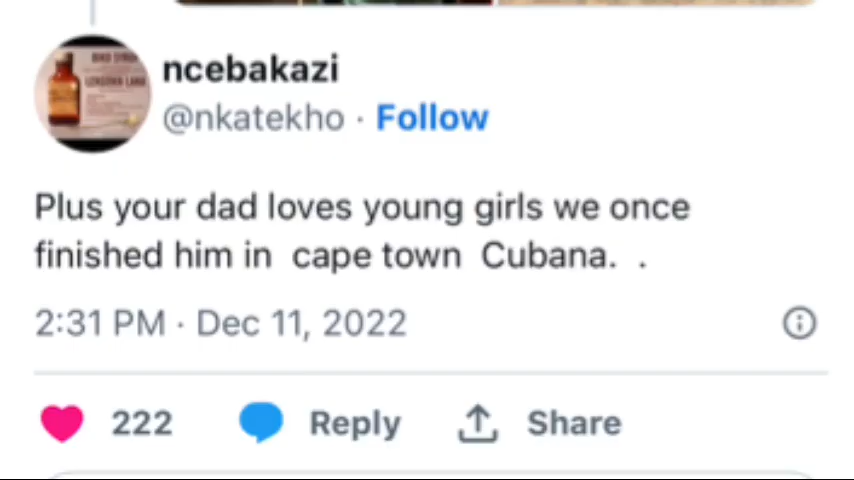 ncebakazi
@nkatekho · Follow
Plus your dad loves young girls we once
finished him in  cape town  Cubana.  .
2:31 PM · Dec 11, 2022
222 Reply Share